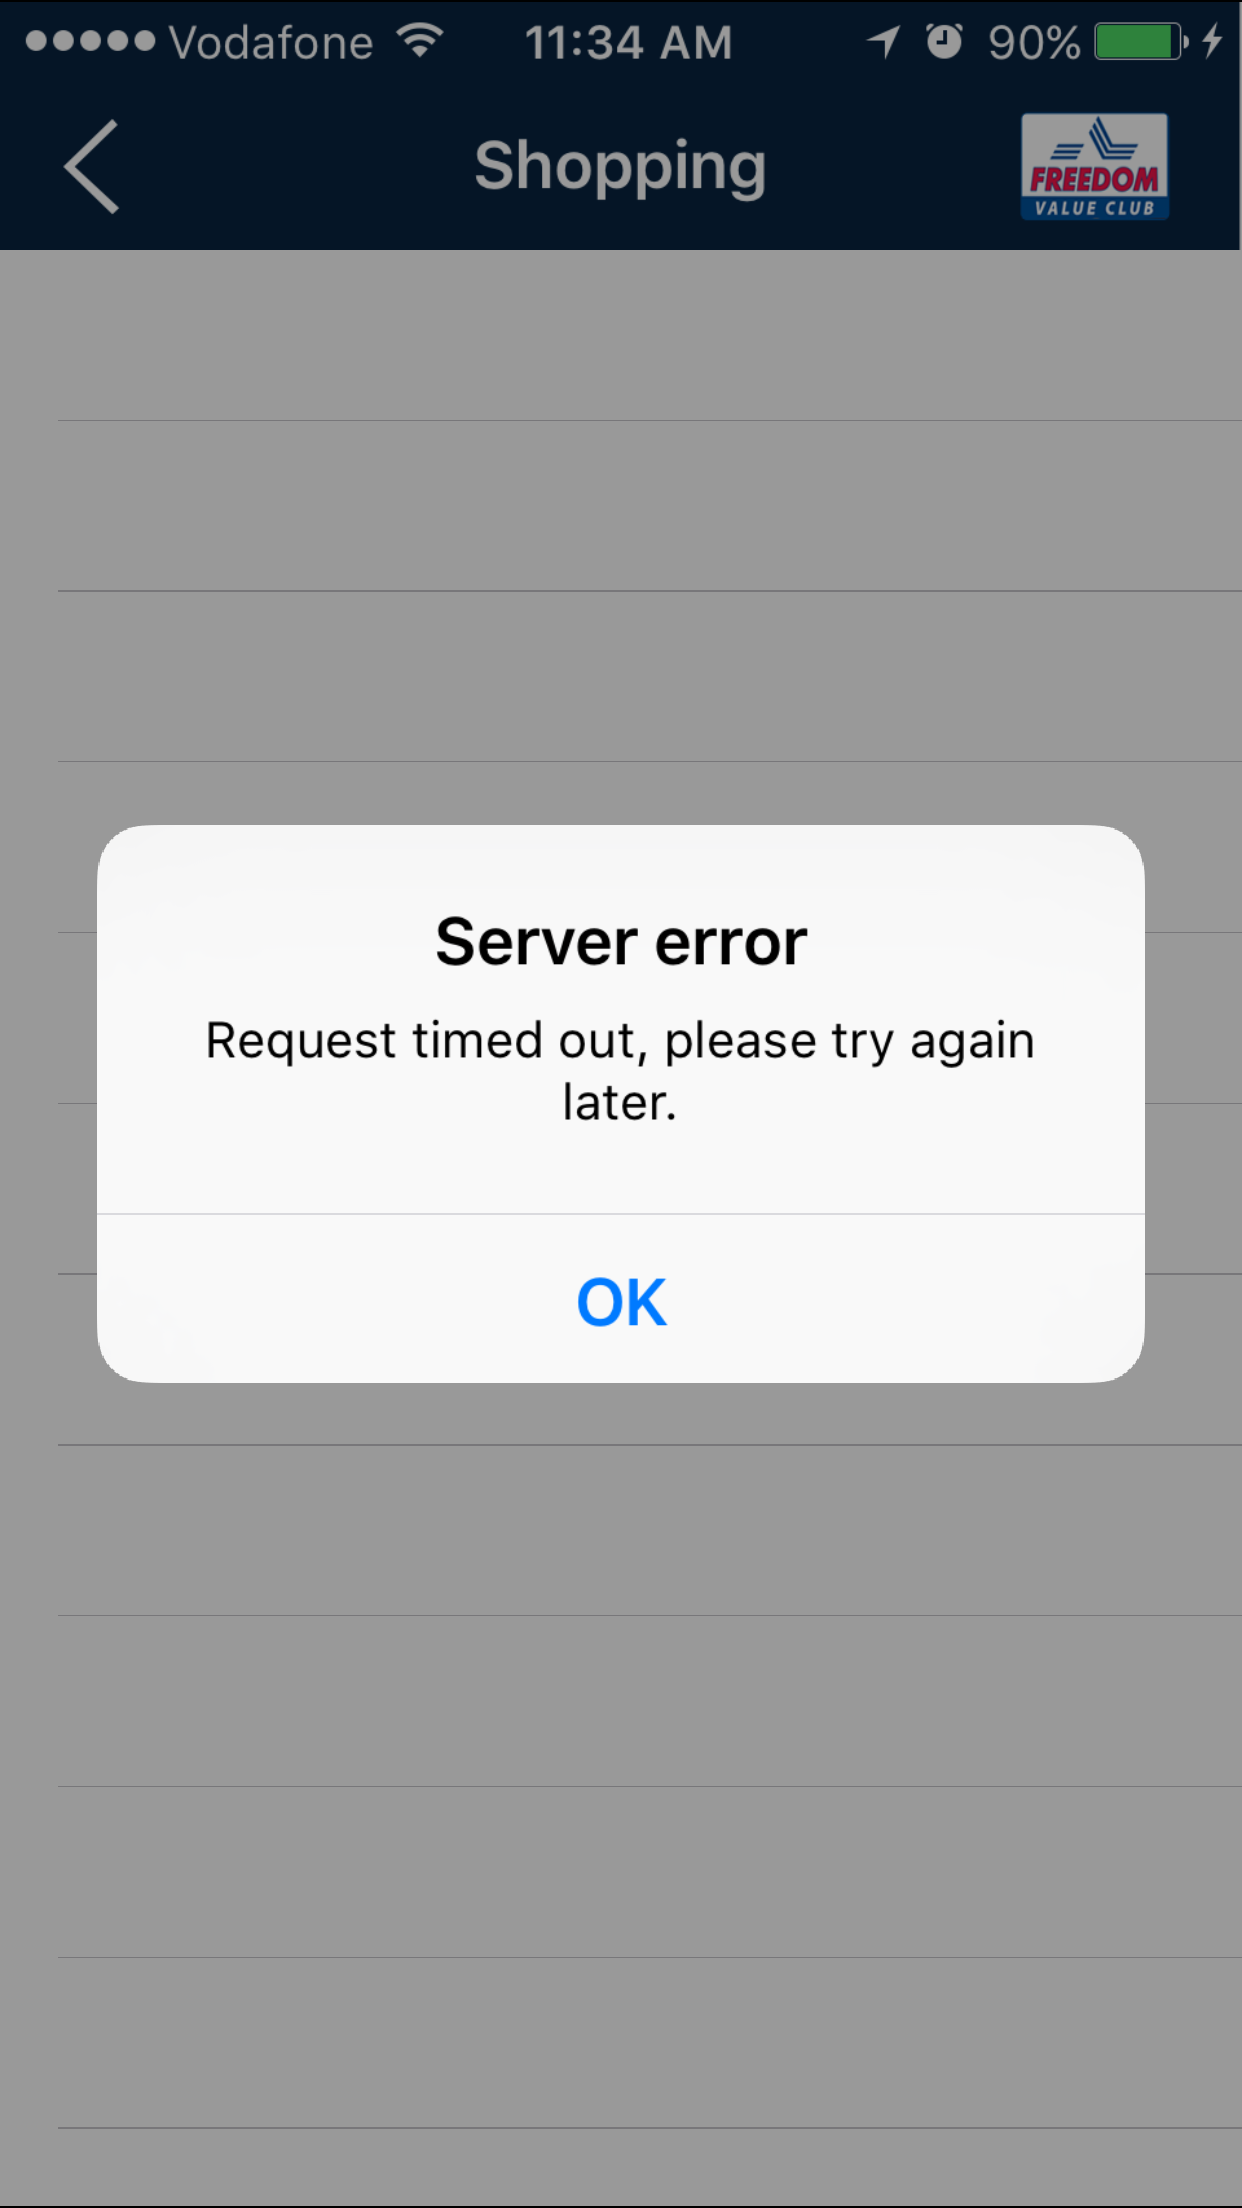 Vodafone 11:34 AM 90%
Shopping
FREEDOM
VALUE CLUB
Server error
Request timed out, please try again
later.
OK